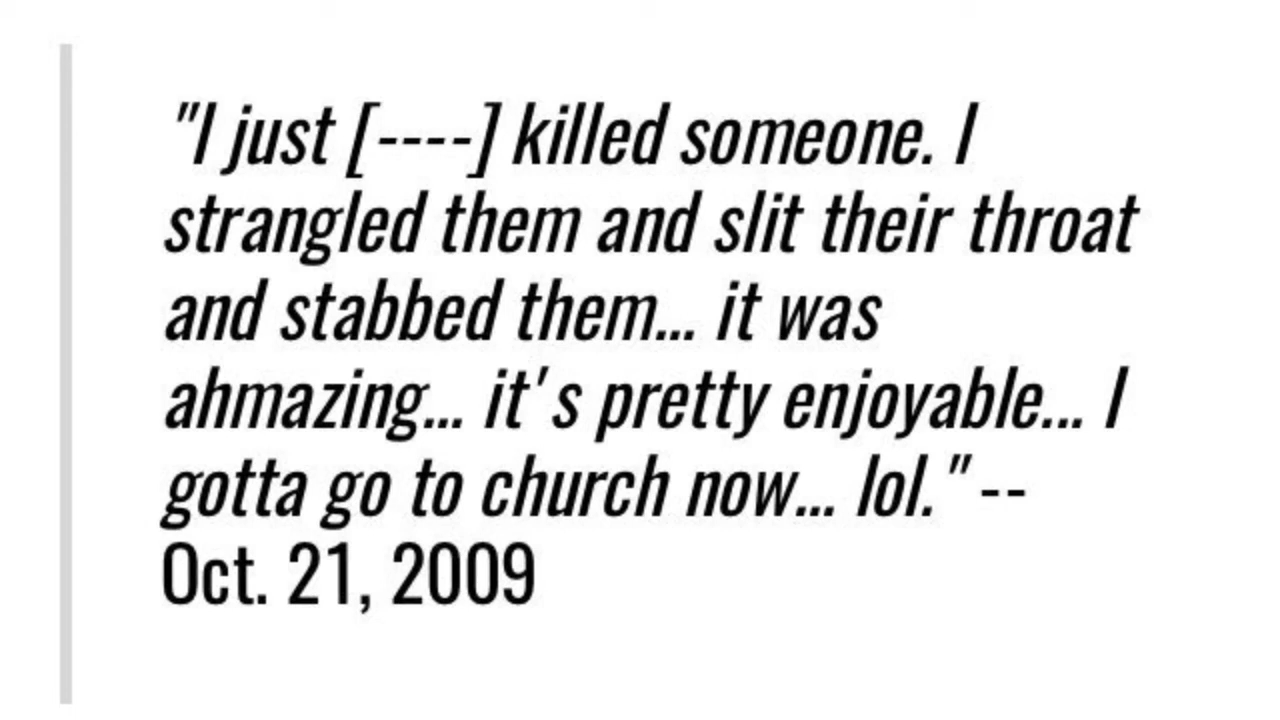 "I just [----] killed someone. I
strangled them and slit their throat
and stabbed them... it was
ahmazing... it's pretty enjoyable... I
gotta go to church now... lol." --
Oct. 21, 2009